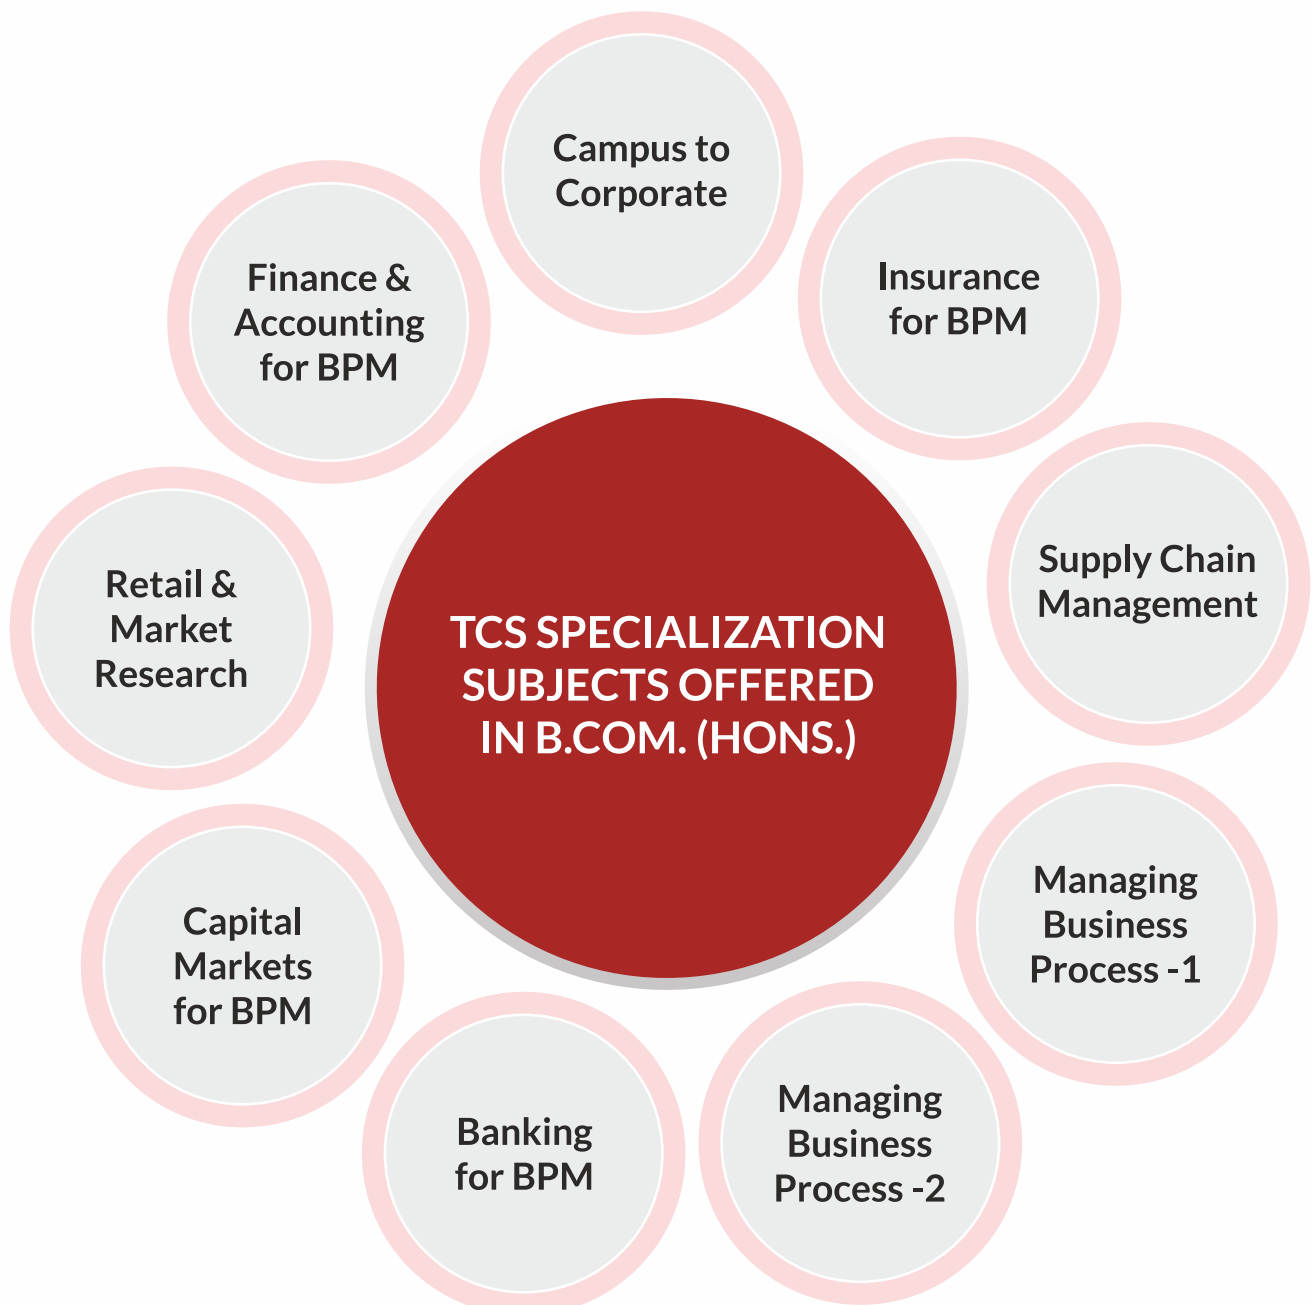 Campus to
Corporate
Insurance
for BPM
Supply Chain
Management
Managing
Business
Process -1
Managing
Business
Process -2
Banking
for BPM
Capital
Markets
for BPM
Retail &
Market
Research
Finance &
Accounting
for BPM
TCS SPECIALIZATION
SUBJECTS OFFERED
IN B.COM. (HONS.)